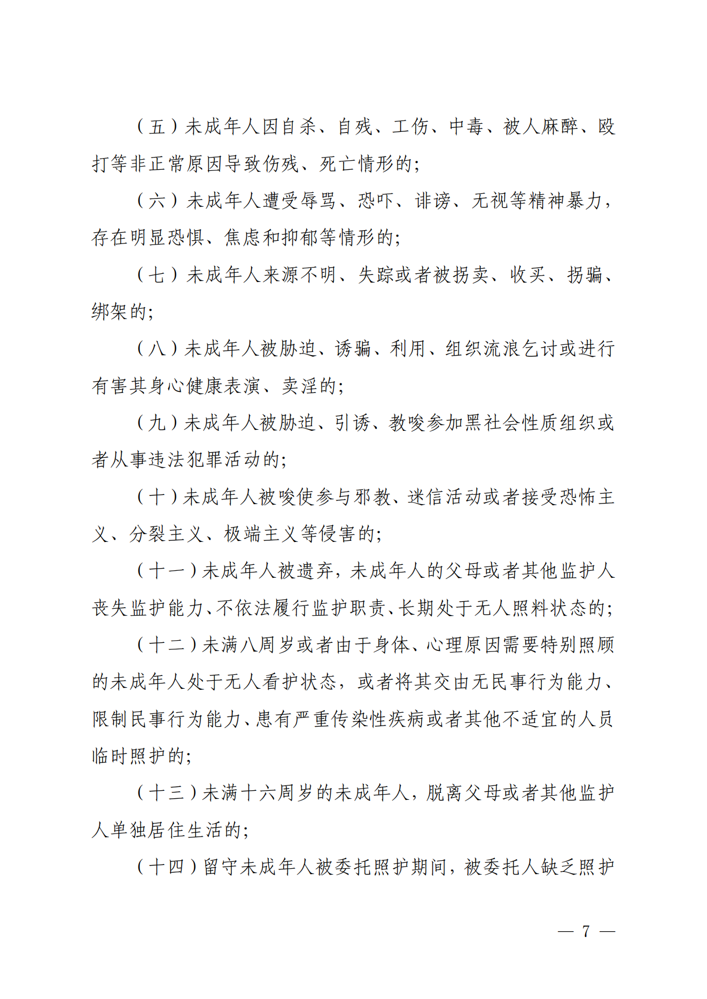 （五）未成年人因自杀、自残、工伤、中毒、被人麻醉、殴
打等非正常原因导致伤残、死亡情形的；
（六）未成年人遭受辱骂、恐吓、诽谤、无视等精神暴力，
存在明显恐惧、焦虑和抑郁等情形的；
（七）未成年人来源不明、失踪或者被拐卖、收买、拐骗、
绑架的；
（八）未成年人被胁迫、诱骗、利用、组织流浪乞讨或进行
有害其身心健康表演、卖淫的；
（九）未成年人被胁迫、引诱、教唆参加黑社会性质组织或
者从事违法犯罪活动的；
（十）未成年人被唆使参与邪教、迷信活动或者接受恐怖主
义、分裂主义、极端主义等侵害的；
（十一）未成年人被遗弃，未成年人的父母或者其他监护人
丧失监护能力、不依法履行监护职责、长期处于无人照料状态的；
（十二）未满八周岁或者由于身体、心理原因需要特别照顾
的未成年人处于无人看护状态，或者将其交由无民事行为能力、
限制民事行为能力、患有严重传染性疾病或者其他不适宜的人员
临时照护的；
（十三）未满十六周岁的未成年人，脱离父母或者其他监护
人单独居住生活的；
（十四）留守未成年人被委托照护期间，被委托人缺乏照护
— 7 —